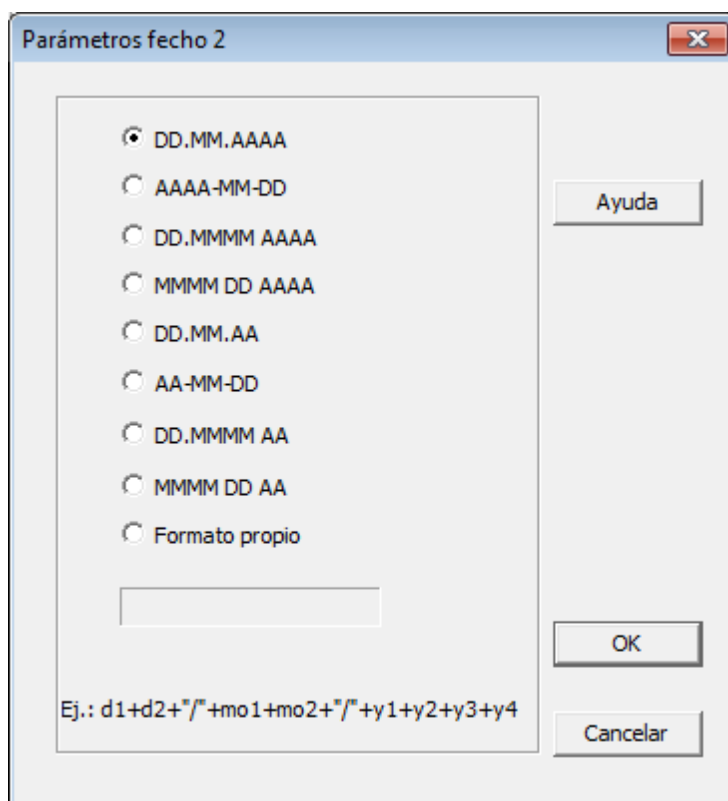 Parámetros fecho 2
DD.MM.AAAA
AAAA-MM-DD
DD.MMMM AAAA
MMMM DD AAAA
DD.MM.AA
AA-MM-DD
DD.MMMM AA
MMMM DD AA
Formato propio
Ej.: d1+d2+"/"+mo1+mo2+"/"+y1+y2+y3+y4
Ayuda
OK
Cancelar